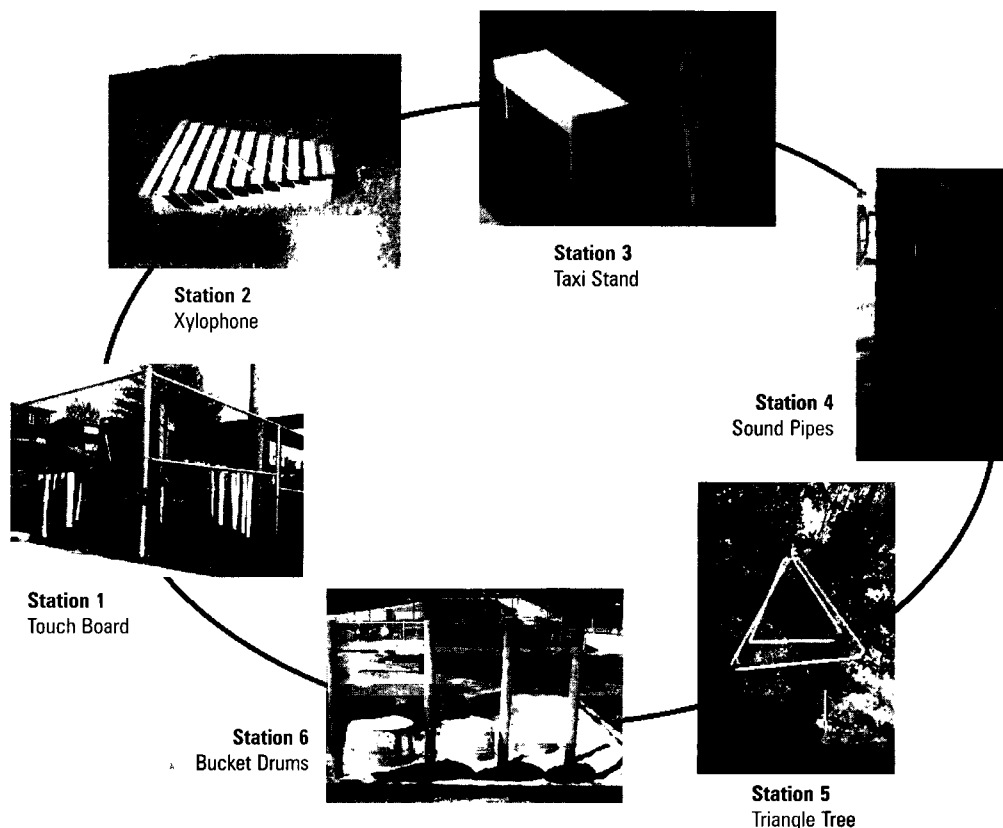 Station 3
Taxi Stand
Station 2
Xylophone
Station 4
Sound Pipes
Station 1
Touch Board
Station 6
Bucket Drums
Station 5
Triangle Tree